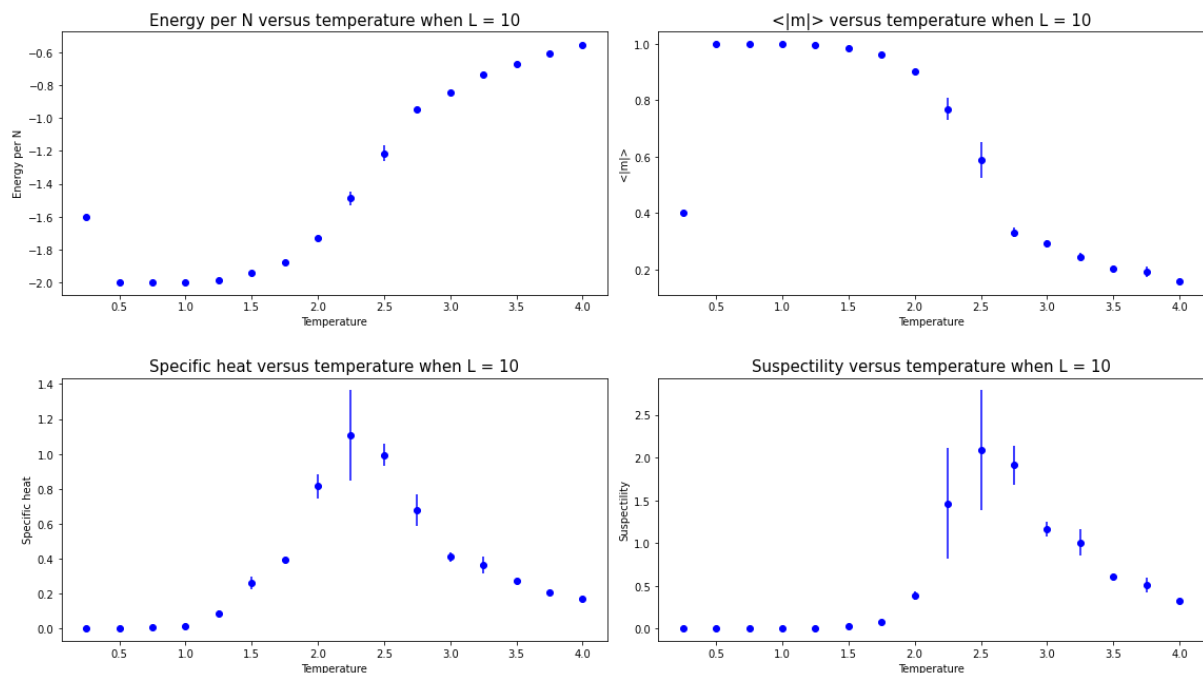 Energy per N versus temperature when L = 10
Energy per N
−0.6
−0.8
−1.0
−1.2
−1.4
−1.6
−1.8
−2.0
0.5 1.0 1.5 2.0 2.5 3.0 3.5 4.0
Temperature
<|m|> versus temperature when L = 10
<|m|>
1.0
0.8
0.6
0.4
0.2
0.5 1.0 1.5 2.0 2.5 3.0 3.5 4.0
Temperature
Specific heat versus temperature when L = 10
Specific heat
1.4
1.2
1.0
0.8
0.6
0.4
0.2
0.0
0.5 1.0 1.5 2.0 2.5 3.0 3.5 4.0
Temperature
Suspectility versus temperature when L = 10
Suspectility
2.5
2.0
1.5
1.0
0.5
0.0
0.5 1.0 1.5 2.0 2.5 3.0 3.5 4.0
Temperature